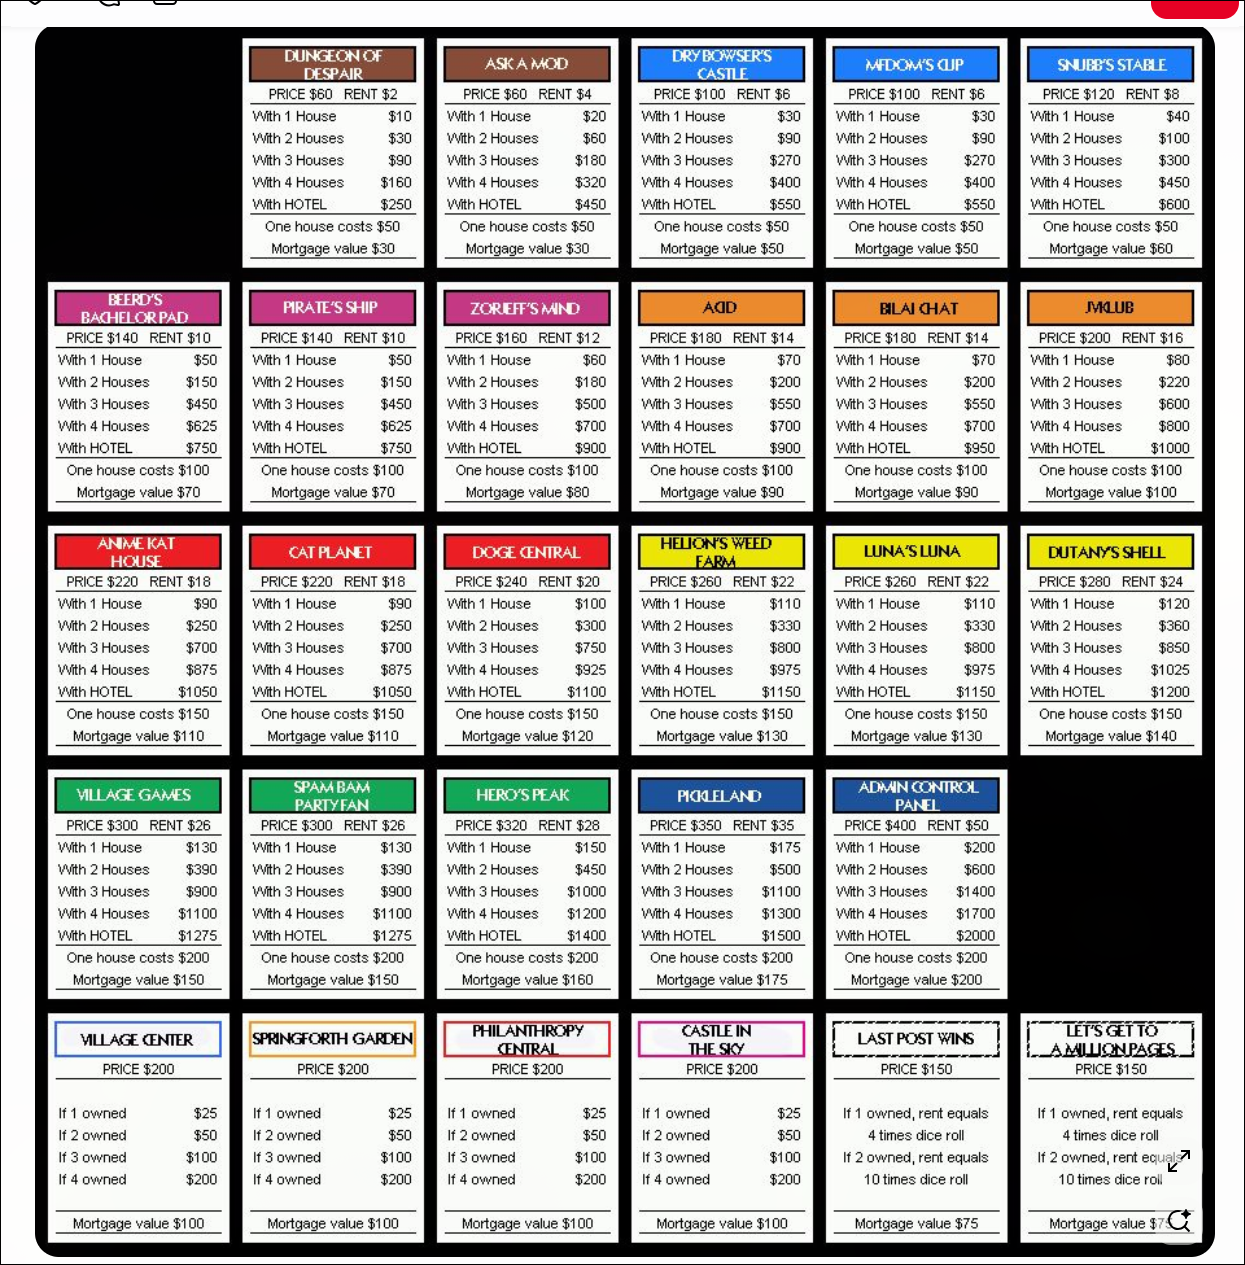 DUNGEON OF
DESPAIR
PRICE $60 RENT $2
With 1 House $10
With 2 Houses $30
With 3 Houses $90
With 4 Houses $160
With HOTEL $250
One house costs $50
Mortgage value $30
ASK A MOD
PRICE $60 RENT $4
With 1 House $20
With 2 Houses $60
With 3 Houses $180
With 4 Houses $320
With HOTEL $450
One house costs $50
Mortgage value $30
DRY BOWSER'S
CASTLE
PRICE $100 RENT $6
With 1 House $30
With 2 Houses $90
With 3 Houses $270
With 4 Houses $400
With HOTEL $550
One house costs $50
Mortgage value $50
MFDOM'S CUP
PRICE $100 RENT $6
With 1 House $30
With 2 Houses $90
With 3 Houses $270
With 4 Houses $400
With HOTEL $550
One house costs $50
Mortgage value $50
SNUBB'S STABLE
PRICE $120 RENT $8
With 1 House $40
With 2 Houses $100
With 3 Houses $300
With 4 Houses $450
With HOTEL $600
One house costs $50
Mortgage value $60
BEERD'S
BACHELOR PAD
PRICE $140 RENT $10
With 1 House $50
With 2 Houses $150
With 3 Houses $450
With 4 Houses $625
With HOTEL $750
One house costs $100
Mortgage value $70
PIRATE'S SHIP
PRICE $140 RENT $10
With 1 House $50
With 2 Houses $150
With 3 Houses $450
With 4 Houses $625
With HOTEL $750
One house costs $100
Mortgage value $70
ZORIEFF'S MIND
PRICE $160 RENT $12
With 1 House $60
With 2 Houses $180
With 3 Houses $500
With 4 Houses $700
With HOTEL $900
One house costs $100
Mortgage value $80
ACID
PRICE $180 RENT $14
With 1 House $70
With 2 Houses $200
With 3 Houses $550
With 4 Houses $700
With HOTEL $900
One house costs $100
Mortgage value $90
BILAI CHAT
PRICE $180 RENT $14
With 1 House $70
With 2 Houses $200
With 3 Houses $550
With 4 Houses $700
With HOTEL $950
One house costs $100
Mortgage value $90
JVKLUB
PRICE $200 RENT $16
With 1 House $80
With 2 Houses $220
With 3 Houses $600
With 4 Houses $800
With HOTEL $1000
One house costs $100
Mortgage value $100
ANIME KAT
HOUSE
PRICE $220 RENT $18
With 1 House $90
With 2 Houses $250
With 3 Houses $700
With 4 Houses $875
With HOTEL $1050
One house costs $150
Mortgage value $110
CAT PLANET
PRICE $220 RENT $18
With 1 House $90
With 2 Houses $250
With 3 Houses $700
With 4 Houses $875
With HOTEL $1050
One house costs $150
Mortgage value $110
DOGE CENTRAL
PRICE $240 RENT $20
With 1 House $100
With 2 Houses $300
With 3 Houses $750
With 4 Houses $925
With HOTEL $1100
One house costs $150
Mortgage value $120
HELION'S WEED
FARM
PRICE $260 RENT $22
With 1 House $110
With 2 Houses $330
With 3 Houses $800
With 4 Houses $975
With HOTEL $1150
One house costs $150
Mortgage value $130
LUNA'S LUNA
PRICE $260 RENT $22
With 1 House $110
With 2 Houses $330
With 3 Houses $800
With 4 Houses $975
With HOTEL $1150
One house costs $150
Mortgage value $130
DUTANY'S SHELL
PRICE $280 RENT $24
With 1 House $120
With 2 Houses $360
With 3 Houses $850
With 4 Houses $1025
With HOTEL $1200
One house costs $150
Mortgage value $140
VILLAGE GAMES
PRICE $300 RENT $26
With 1 House $130
With 2 Houses $390
With 3 Houses $900
With 4 Houses $1100
With HOTEL $1275
One house costs $200
Mortgage value $150
SPAM BAM
PARTY FAN
PRICE $300 RENT $26
With 1 House $130
With 2 Houses $390
With 3 Houses $900
With 4 Houses $1100
With HOTEL $1275
One house costs $200
Mortgage value $150
HERO'S PEAK
PRICE $320 RENT $28
With 1 House $150
With 2 Houses $450
With 3 Houses $1000
With 4 Houses $1200
With HOTEL $1400
One house costs $200
Mortgage value $160
PICKLELAND
PRICE $350 RENT $35
With 1 House $175
With 2 Houses $500
With 3 Houses $1100
With 4 Houses $1300
With HOTEL $1500
One house costs $200
Mortgage value $175
ADMIN CONTROL
PANEL
PRICE $400 RENT $50
With 1 House $200
With 2 Houses $600
With 3 Houses $1400
With 4 Houses $1700
With HOTEL $2000
One house costs $200
Mortgage value $200
VILLAGE CENTER
PRICE $200
If 1 owned $25
If 2 owned $50
If 3 owned $100
If 4 owned $200
Mortgage value $100
SPRINGFORTH GARDEN
PRICE $200
If 1 owned $25
If 2 owned $50
If 3 owned $100
If 4 owned $200
Mortgage value $100
PHILANTHROPY
CENTRAL
PRICE $200
If 1 owned $25
If 2 owned $50
If 3 owned $100
If 4 owned $200
Mortgage value $100
CASTLE IN
THE SKY
PRICE $200
If 1 owned $25
If 2 owned $50
If 3 owned $100
If 4 owned $200
Mortgage value $100
LAST POST WINS
PRICE $150
If 1 owned, rent equals
4 times dice roll
If 2 owned, rent equals
10 times dice roll
Mortgage value $75
LET'S GET TO
A MILLION PAGES
PRICE $150
If 1 owned, rent equals
4 times dice roll
If 2 owned, rent equals
10 times dice roll
Mortgage value $75